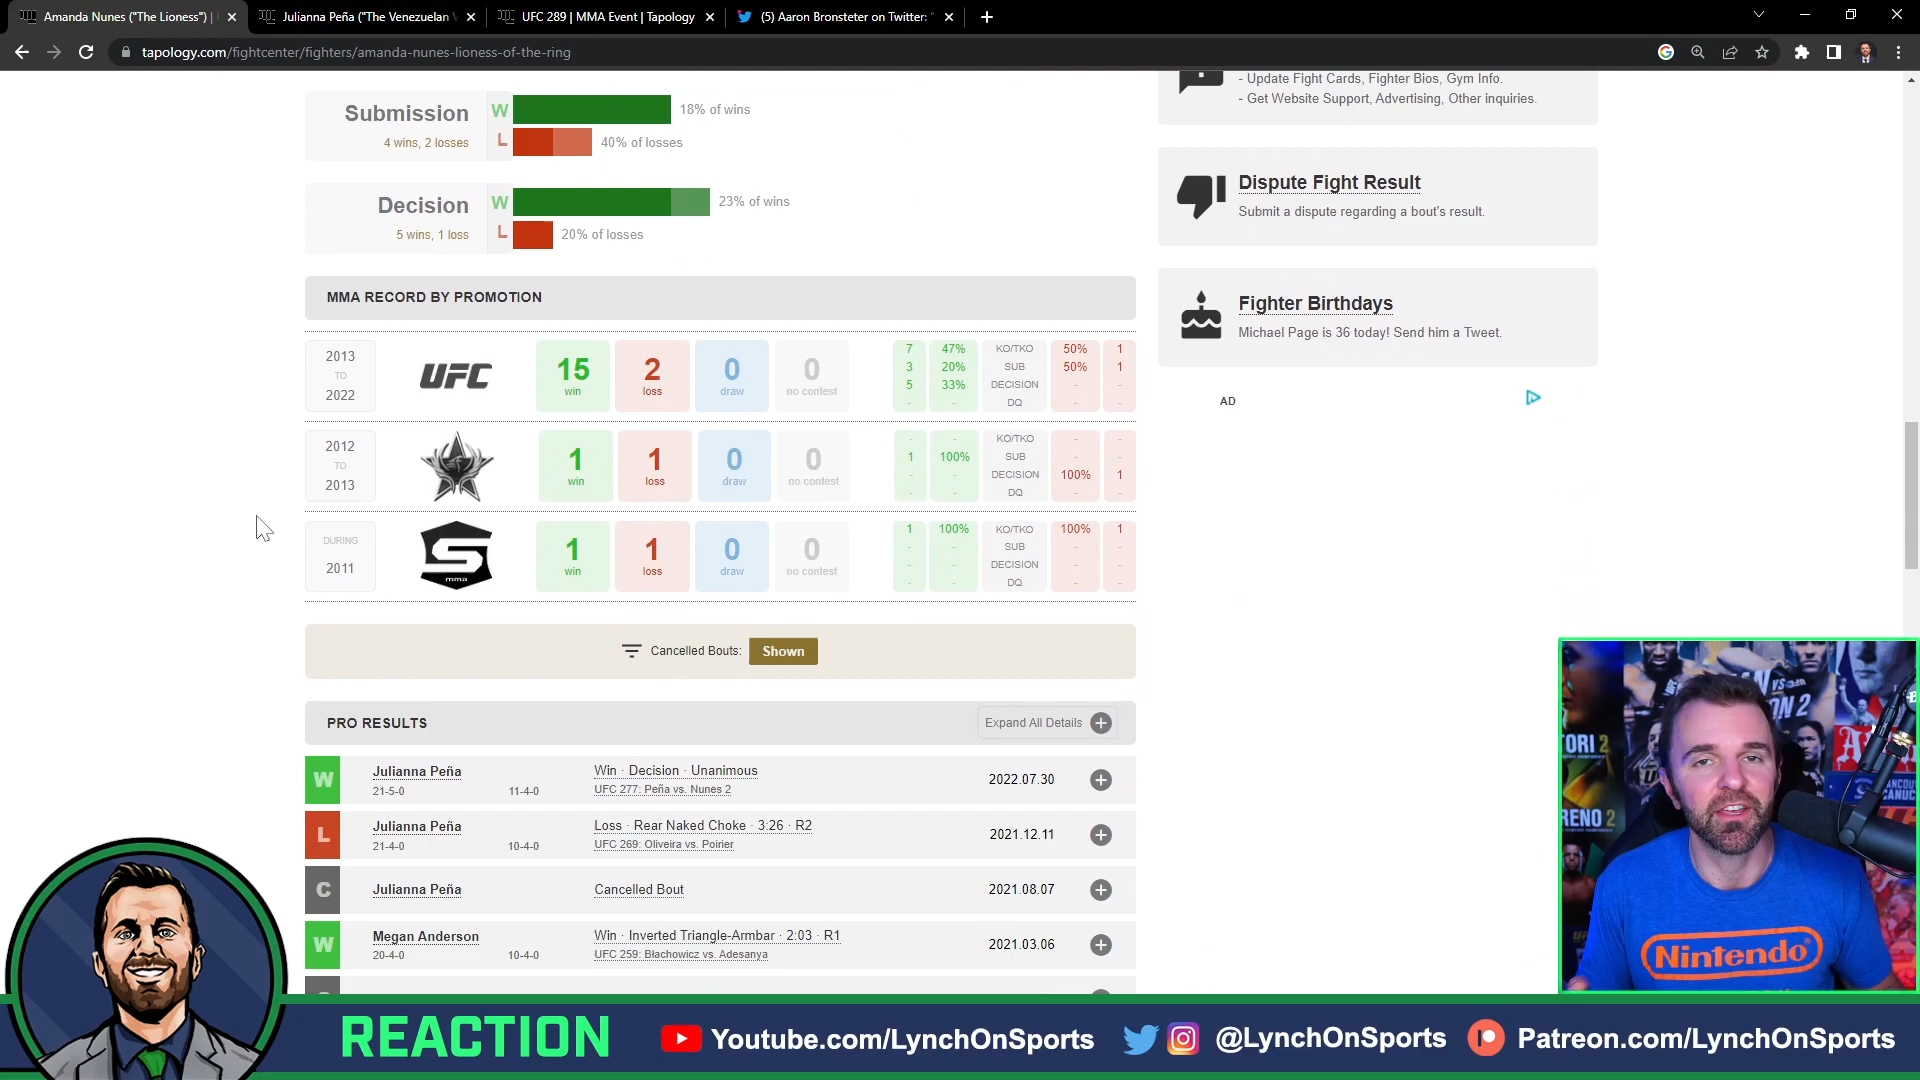 Amanda Nunes ("The Lioness") |
Julianna Peña ("The Venezuelan V
UFC 289 | MMA Event | Tapology
(5) Aaron Bronsteter on Twitter: "
tapology.com/fightcenter/fighters/amanda-nunes-lioness-of-the-ring
- Update Fight Cards, Fighter Bios, Gym Info.
- Get Website Support, Advertising, Other inquiries.
Submission
4 wins, 2 losses
W 18% of wins
L 40% of losses
Decision
5 wins, 1 loss
W 23% of wins
L 20% of losses
Dispute Fight Result
Submit a dispute regarding a bout's result.
Fighter Birthdays
Michael Page is 36 today! Send him a Tweet.
AD
MMA RECORD BY PROMOTION
2013
TO
2022
UFC
15 win
2 loss
0 draw
0 no contest
7 47% KO/TKO 50% 1
3 20% SUB 50% 1
5 33% DECISION - -
- - DQ - -
2012
TO
2013
1 win
1 loss
0 draw
0 no contest
- - KO/TKO - -
1 100% SUB - -
- - DECISION 100% 1
- - DQ - -
DURING
2011
S
mma
1 win
1 loss
0 draw
0 no contest
1 100% KO/TKO 100% 1
- - SUB - -
- - DECISION - -
- - DQ - -
Cancelled Bouts: Shown
PRO RESULTS
Expand All Details
W Julianna Peña Win · Decision · Unanimous 2022.07.30
21-5-0 11-4-0 UFC 277: Peña vs. Nunes 2
L Julianna Peña Loss · Rear Naked Choke · 3:26 · R2 2021.12.11
21-4-0 10-4-0 UFC 269: Oliveira vs. Poirier
C Julianna Peña Cancelled Bout 2021.08.07
W Megan Anderson Win · Inverted Triangle-Armbar · 2:03 · R1 2021.03.06
20-4-0 10-4-0 UFC 259: Błachowicz vs. Adesanya
TORI 2
VS
ON 2
RENO 2
Nintendo
REACTION
Youtube.com/LynchOnSports
@LynchOnSports
Patreon.com/LynchOnSports